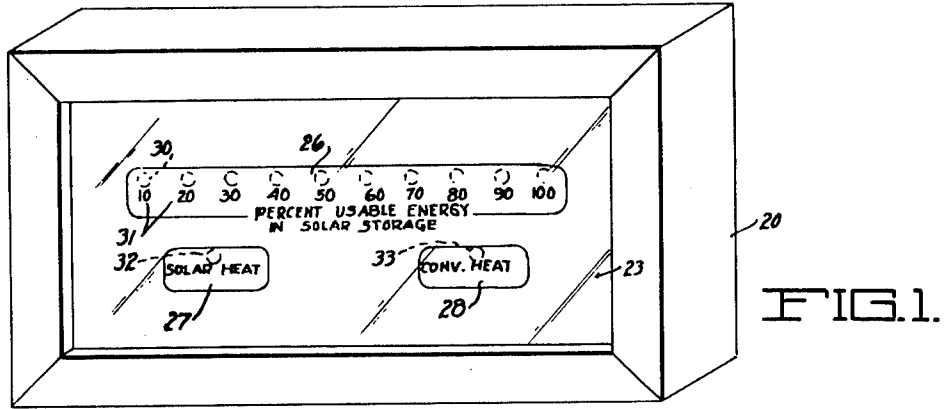 30 26
10 20 30 40 50 60 70 80 90 100
PERCENT USABLE ENERGY
IN SOLAR STORAGE
31
32 33
SOLAR HEAT CONV. HEAT
27 28
23
20
FIG.1.